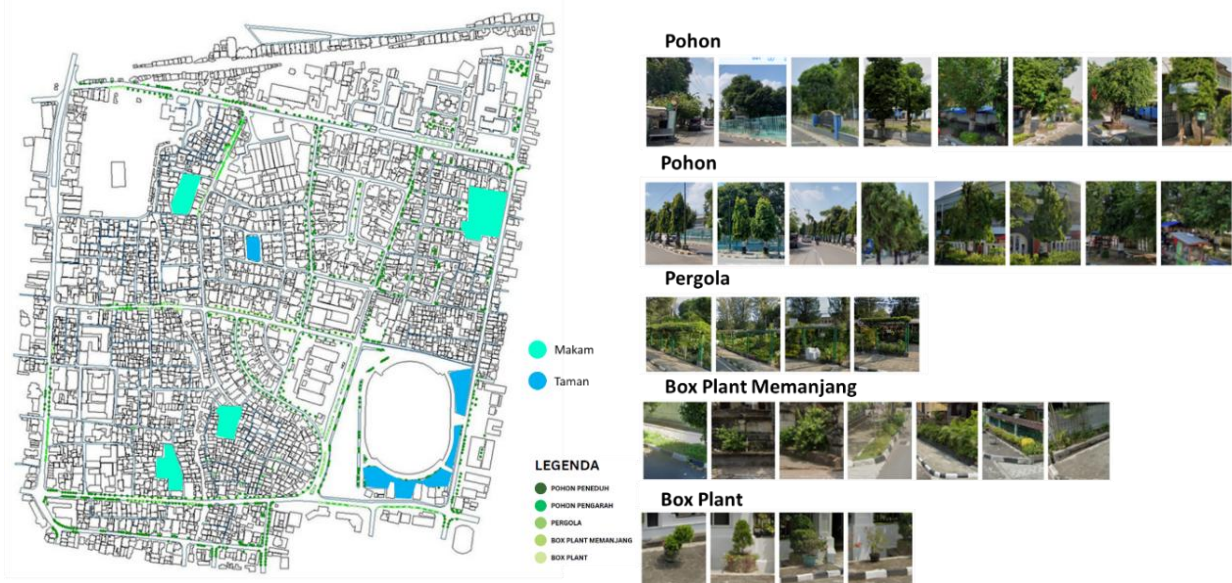 Makam
Taman
LEGENDA
POHON PENEDUH
POHON PENGARAH
PERGOLA
BOX PLANT MEMANJANG
BOX PLANT
Pohon
Pohon
Pergola
Box Plant Memanjang
Box Plant